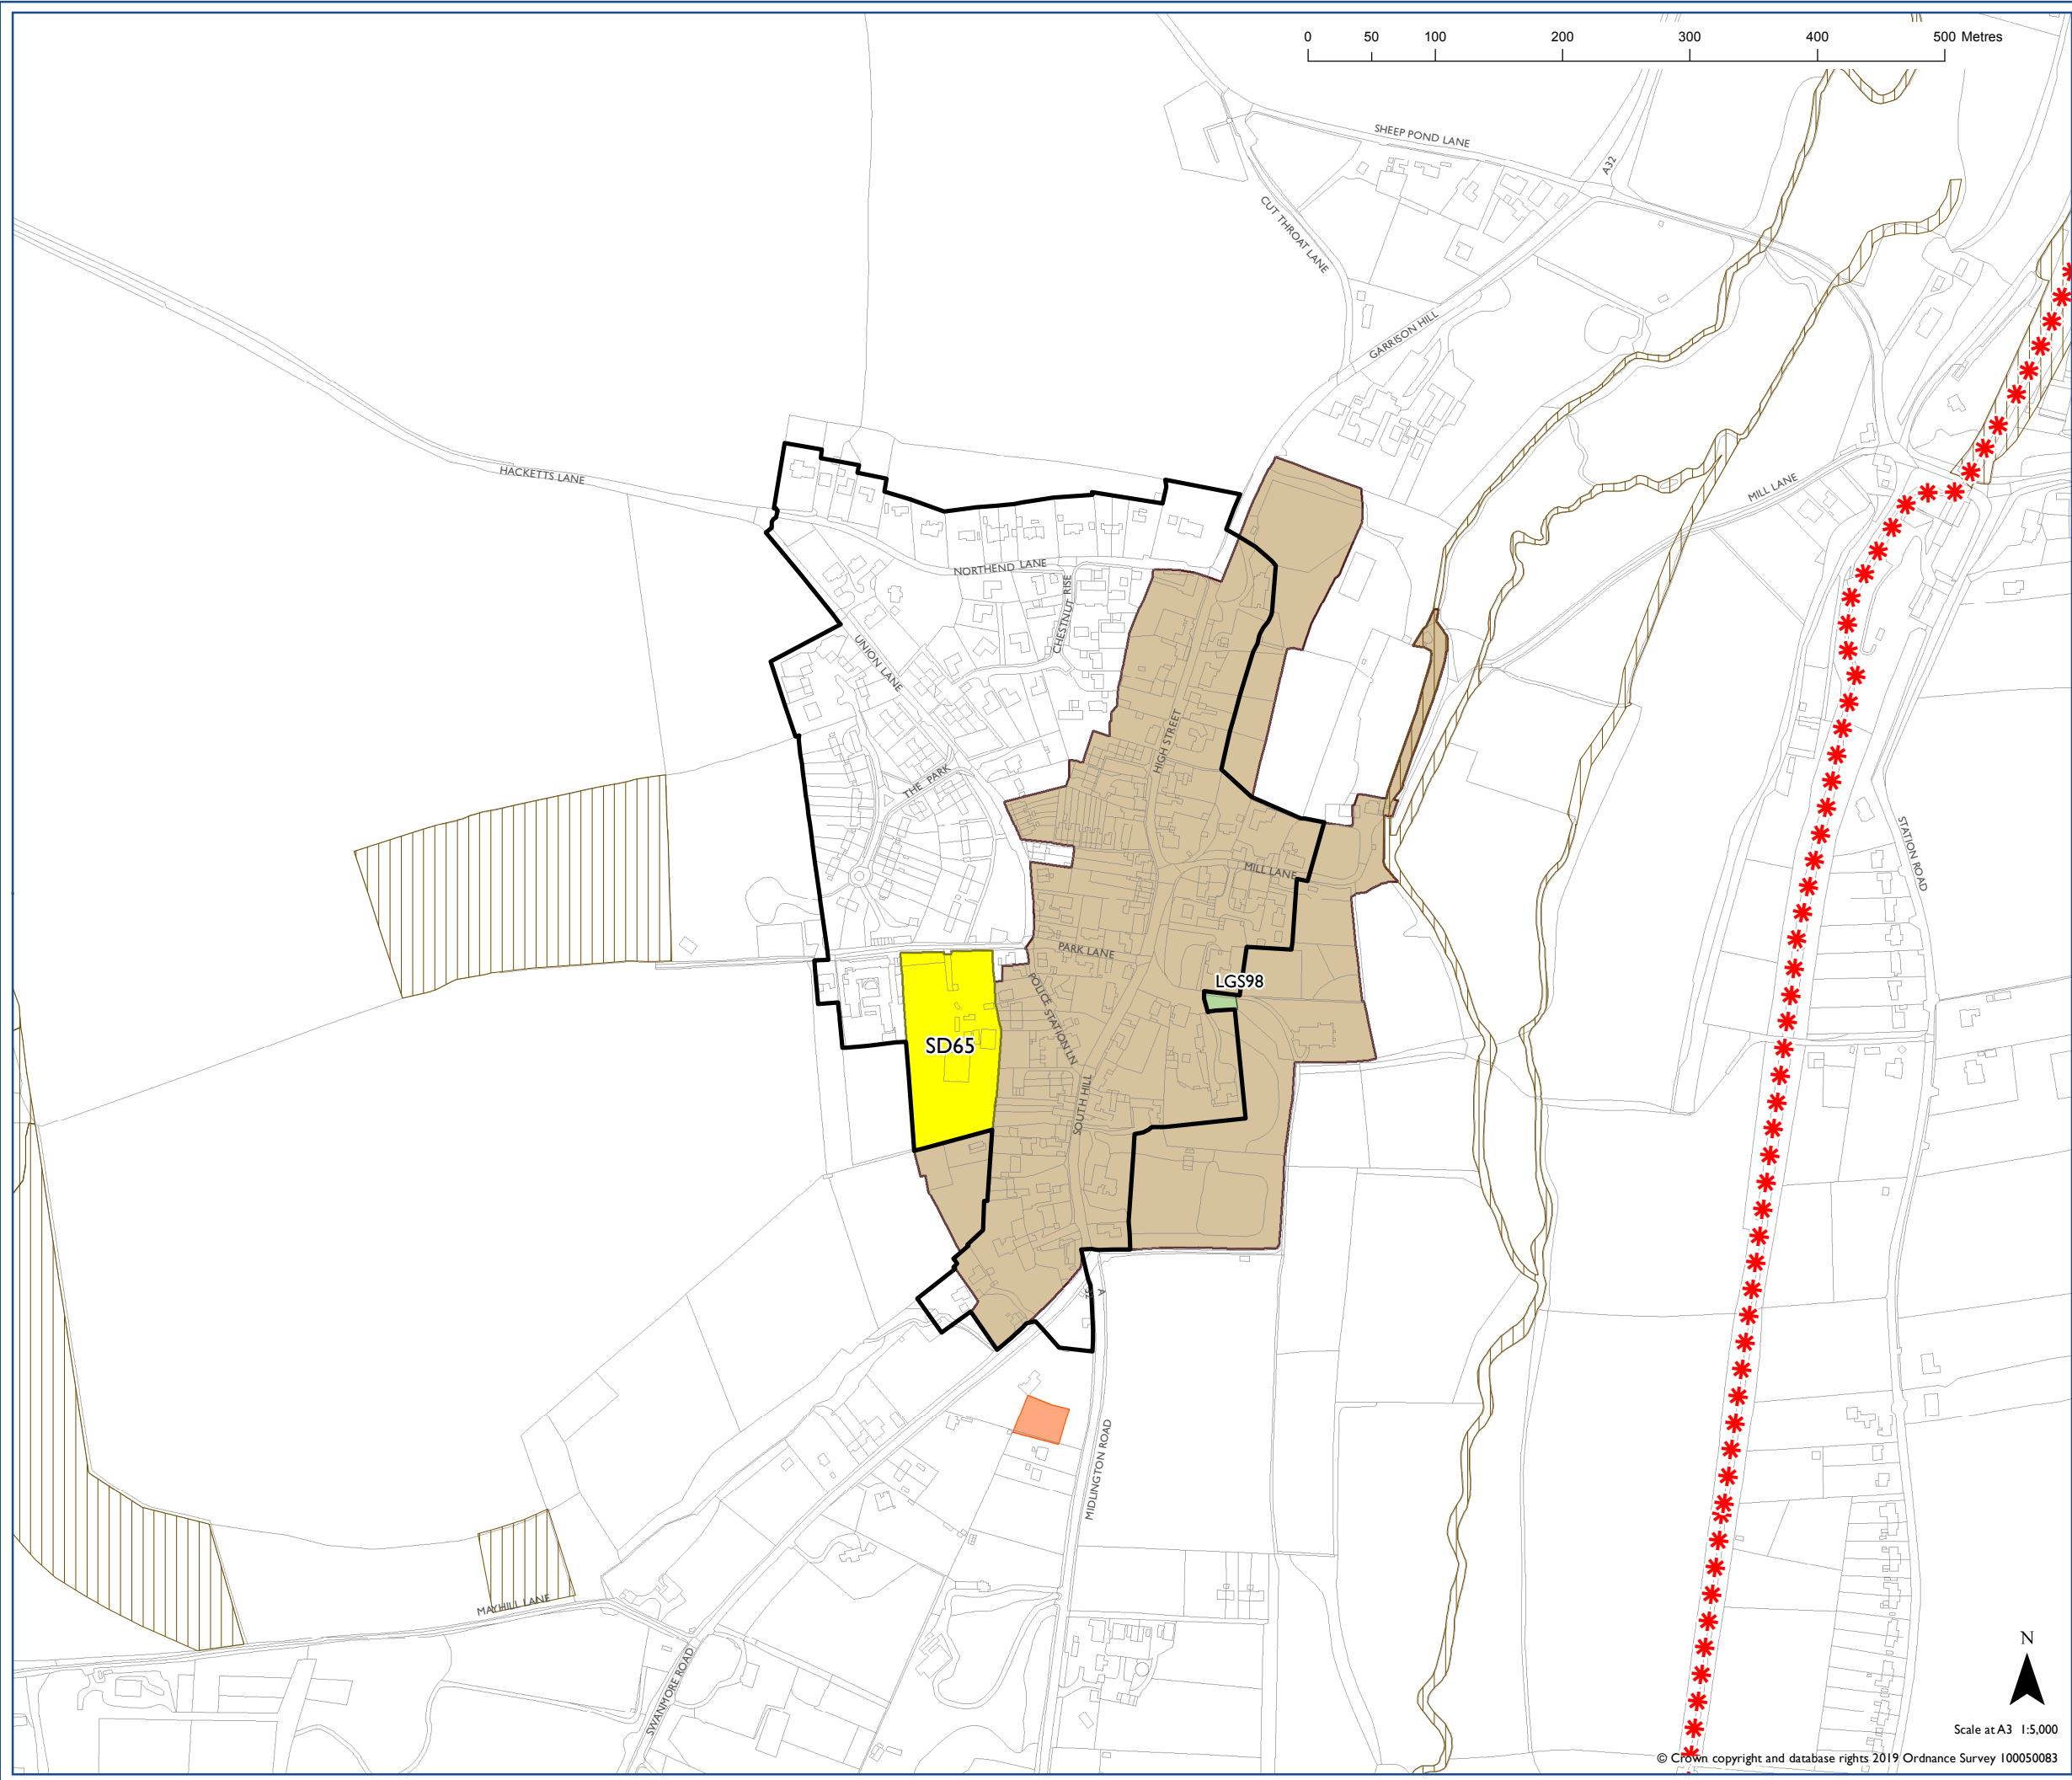 0 50 100 200 300 400 500 Metres
SHEEP POND LANE
A32
CUT THROAT LANE
GARRISON HILL
HACKETTS LANE
MILL LANE
NORTHEND LANE
CHESTNUT RISE
UNION LANE
HIGH STREET
THE PARK
STATION ROAD
MILL LANE
PARK LANE
LGS98
POLICE STATION LN
SD65
SOUTH HILL
A
32
MIDLINGTON ROAD
MAYHILL LANE
SWANMORE ROAD
N
Scale at A3 1:5,000
© Crown copyright and database rights 2019 Ordnance Survey 100050083